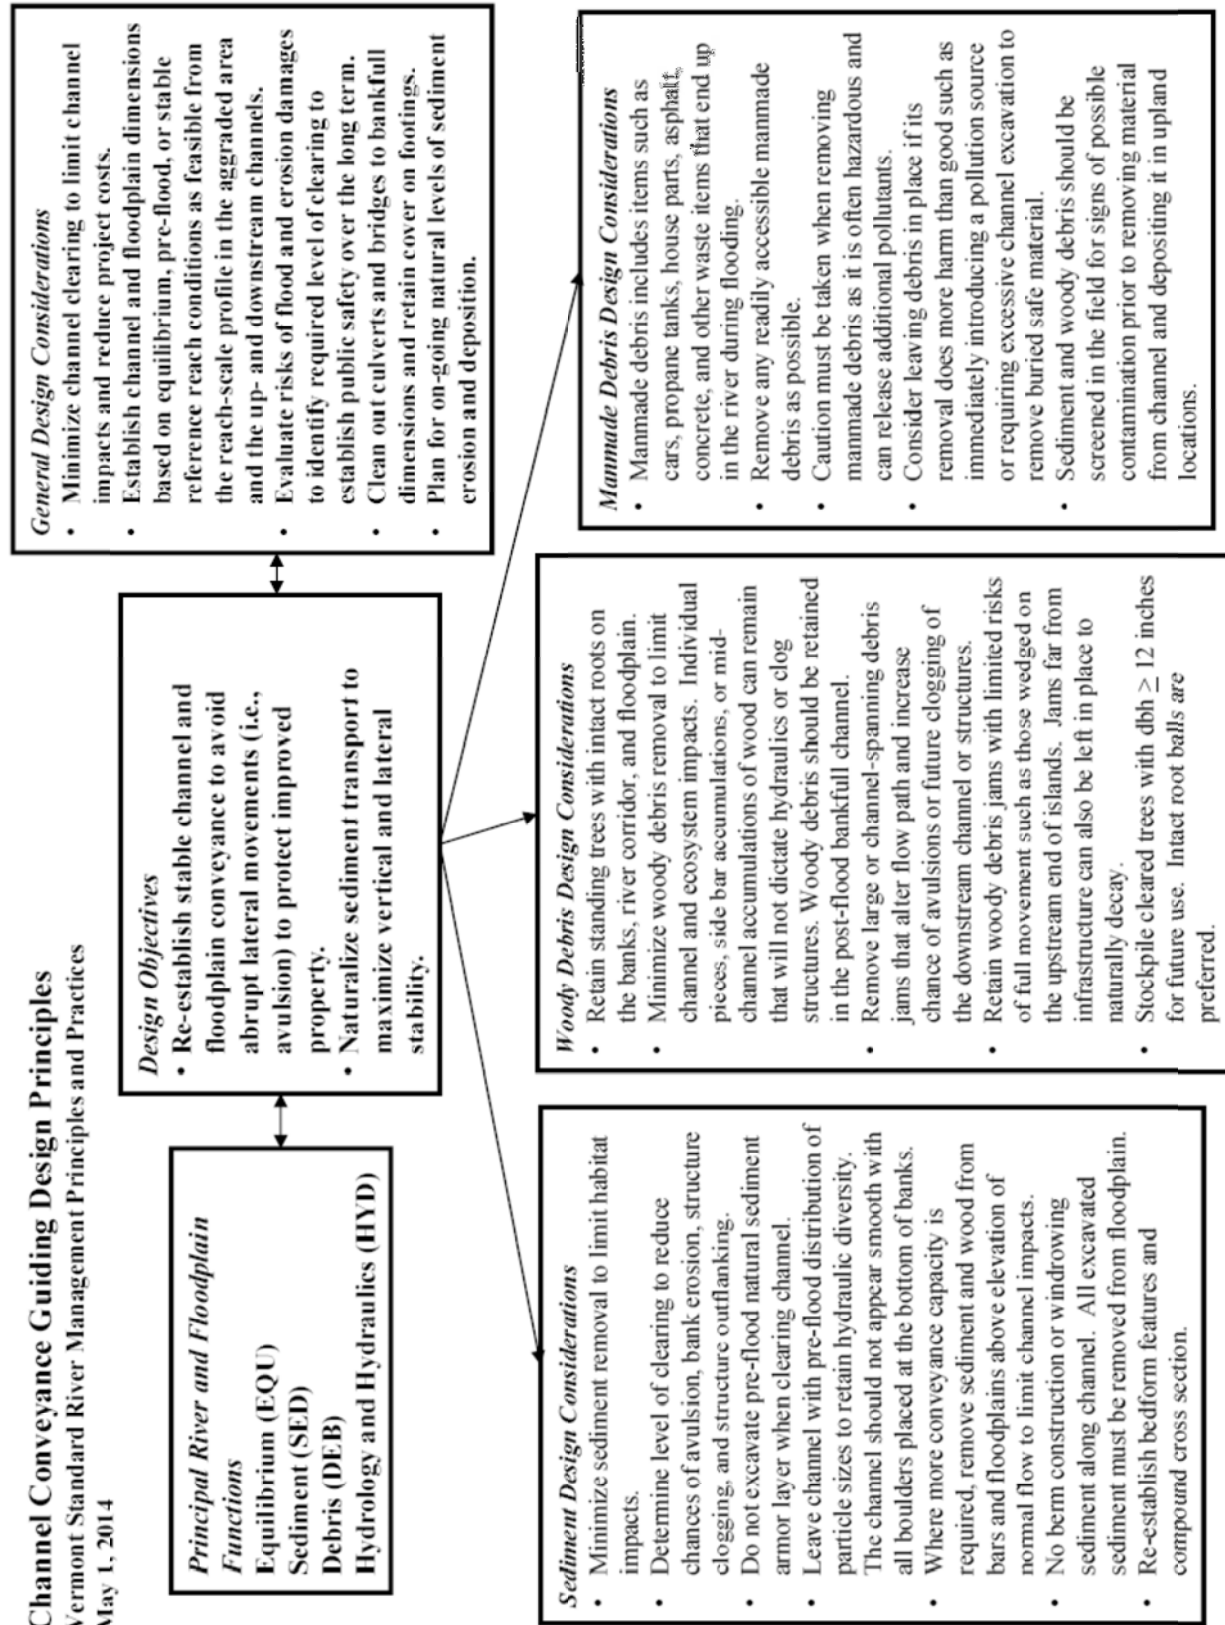 Channel Conveyance Guiding Design Principles
Vermont Standard River Management Principles and Practices
May 1, 2014
Principal River and Floodplain
Functions
Equilibrium (EQU)
Sediment (SED)
Debris (DEB)
Hydrology and Hydraulics (HYD)
Design Objectives
• Re-establish stable channel and
floodplain conveyance to avoid
abrupt lateral movements (i.e.,
avulsion) to protect improved
property.
• Naturalize sediment transport to
maximize vertical and lateral
stability.
General Design Considerations
• Minimize channel clearing to limit channel
impacts and reduce project costs.
• Establish channel and floodplain dimensions
based on equilibrium, pre-flood, or stable
reference reach conditions as feasible from
the reach-scale profile in the aggraded area
and the up- and downstream channels.
• Evaluate risks of flood and erosion damages
to identify required level of clearing to
establish public safety over the long term.
• Clean out culverts and bridges to bankfull
dimensions and retain cover on footings.
• Plan for on-going natural levels of sediment
erosion and deposition.
Sediment Design Considerations
• Minimize sediment removal to limit habitat
impacts.
• Determine level of clearing to reduce
chances of avulsion, bank erosion, structure
clogging, and structure outflanking.
• Do not excavate pre-flood natural sediment
armor layer when clearing channel.
• Leave channel with pre-flood distribution of
particle sizes to retain hydraulic diversity.
The channel should not appear smooth with
all boulders placed at the bottom of banks.
• Where more conveyance capacity is
required, remove sediment and wood from
bars and floodplains above elevation of
normal flow to limit channel impacts.
• No berm construction or windrowing
sediment along channel. All excavated
sediment must be removed from floodplain.
• Re-establish bedform features and
compound cross section.
Woody Debris Design Considerations
• Retain standing trees with intact roots on
the banks, river corridor, and floodplain.
• Minimize woody debris removal to limit
channel and ecosystem impacts. Individual
pieces, side bar accumulations, or mid-
channel accumulations of wood can remain
that will not dictate hydraulics or clog
structures. Woody debris should be retained
in the post-flood bankfull channel.
• Remove large or channel-spanning debris
jams that alter flow path and increase
chance of avulsions or future clogging of
the downstream channel or structures.
• Retain woody debris jams with limited risks
of full movement such as those wedged on
the upstream end of islands. Jams far from
infrastructure can also be left in place to
naturally decay.
• Stockpile cleared trees with dbh ≥ 12 inches
for future use. Intact root balls are
preferred.
Manmade Debris Design Considerations
• Manmade debris includes items such as
cars, propane tanks, house parts, asphalt,
concrete, and other waste items that end up
in the river during flooding.
• Remove any readily accessible manmade
debris as possible.
• Caution must be taken when removing
manmade debris as it is often hazardous and
can release additional pollutants.
• Consider leaving debris in place if its
removal does more harm than good such as
immediately introducing a pollution source
or requiring excessive channel excavation to
remove buried safe material.
• Sediment and woody debris should be
screened in the field for signs of possible
contamination prior to removing material
from channel and depositing it in upland
locations.